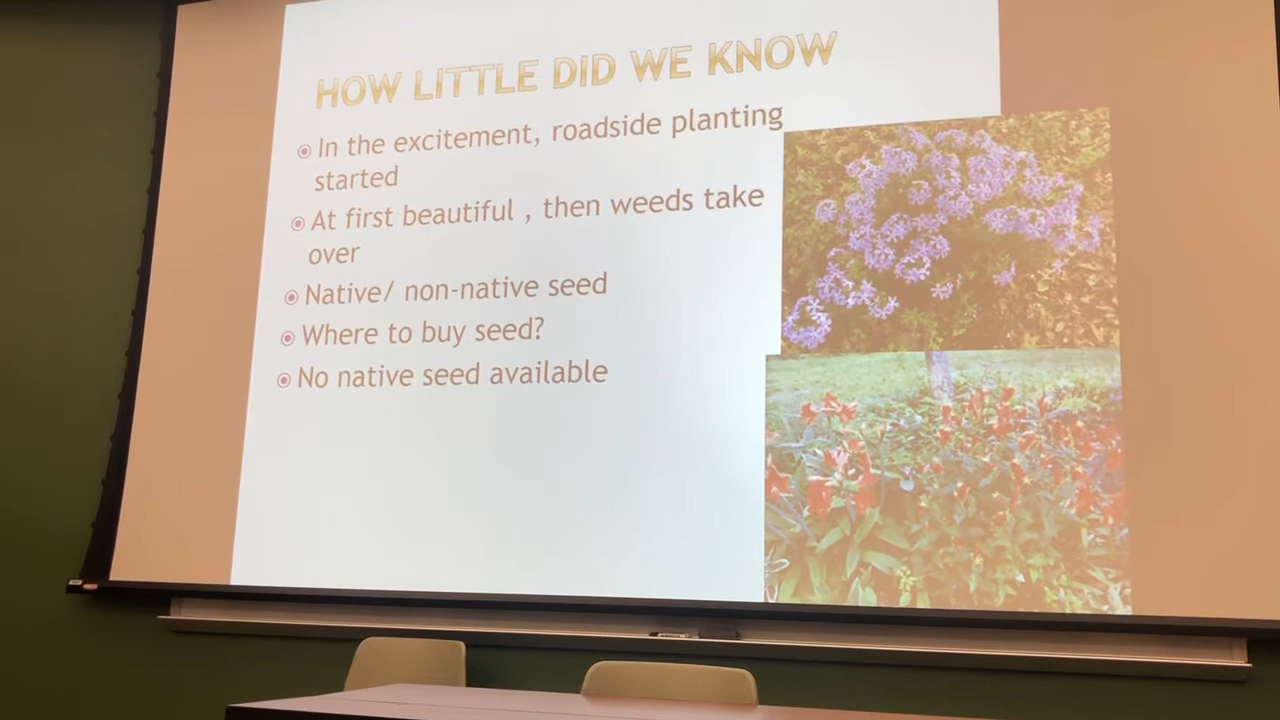 HOW LITTLE DID WE KNOW
In the excitement, roadside planting
started
At first beautiful , then weeds take
over
Native/ non-native seed
Where to buy seed?
No native seed available